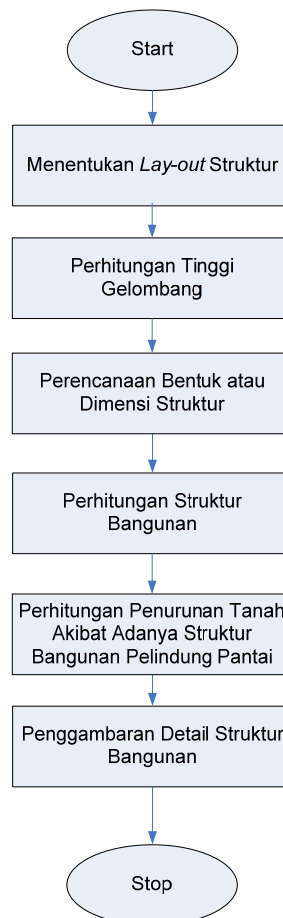 Start
Menentukan Lay-out Struktur
Perhitungan Tinggi
Gelombang
Perencanaan Bentuk atau
Dimensi Struktur
Perhitungan Struktur
Bangunan
Perhitungan Penurunan Tanah
Akibat Adanya Struktur
Bangunan Pelindung Pantai
Penggambaran Detail Struktur
Bangunan
Stop